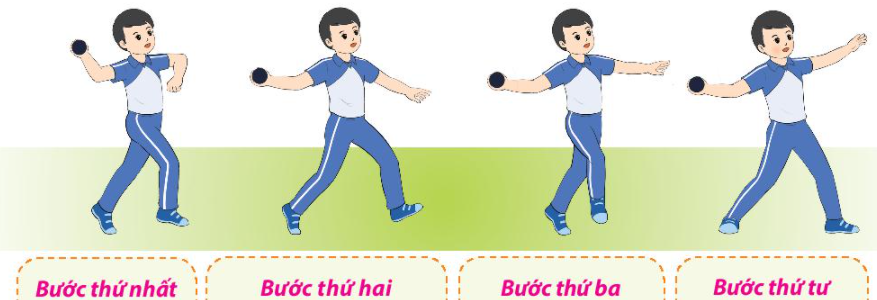 Bước thứ nhất
Bước thứ hai
Bước thứ ba
Bước thứ tư